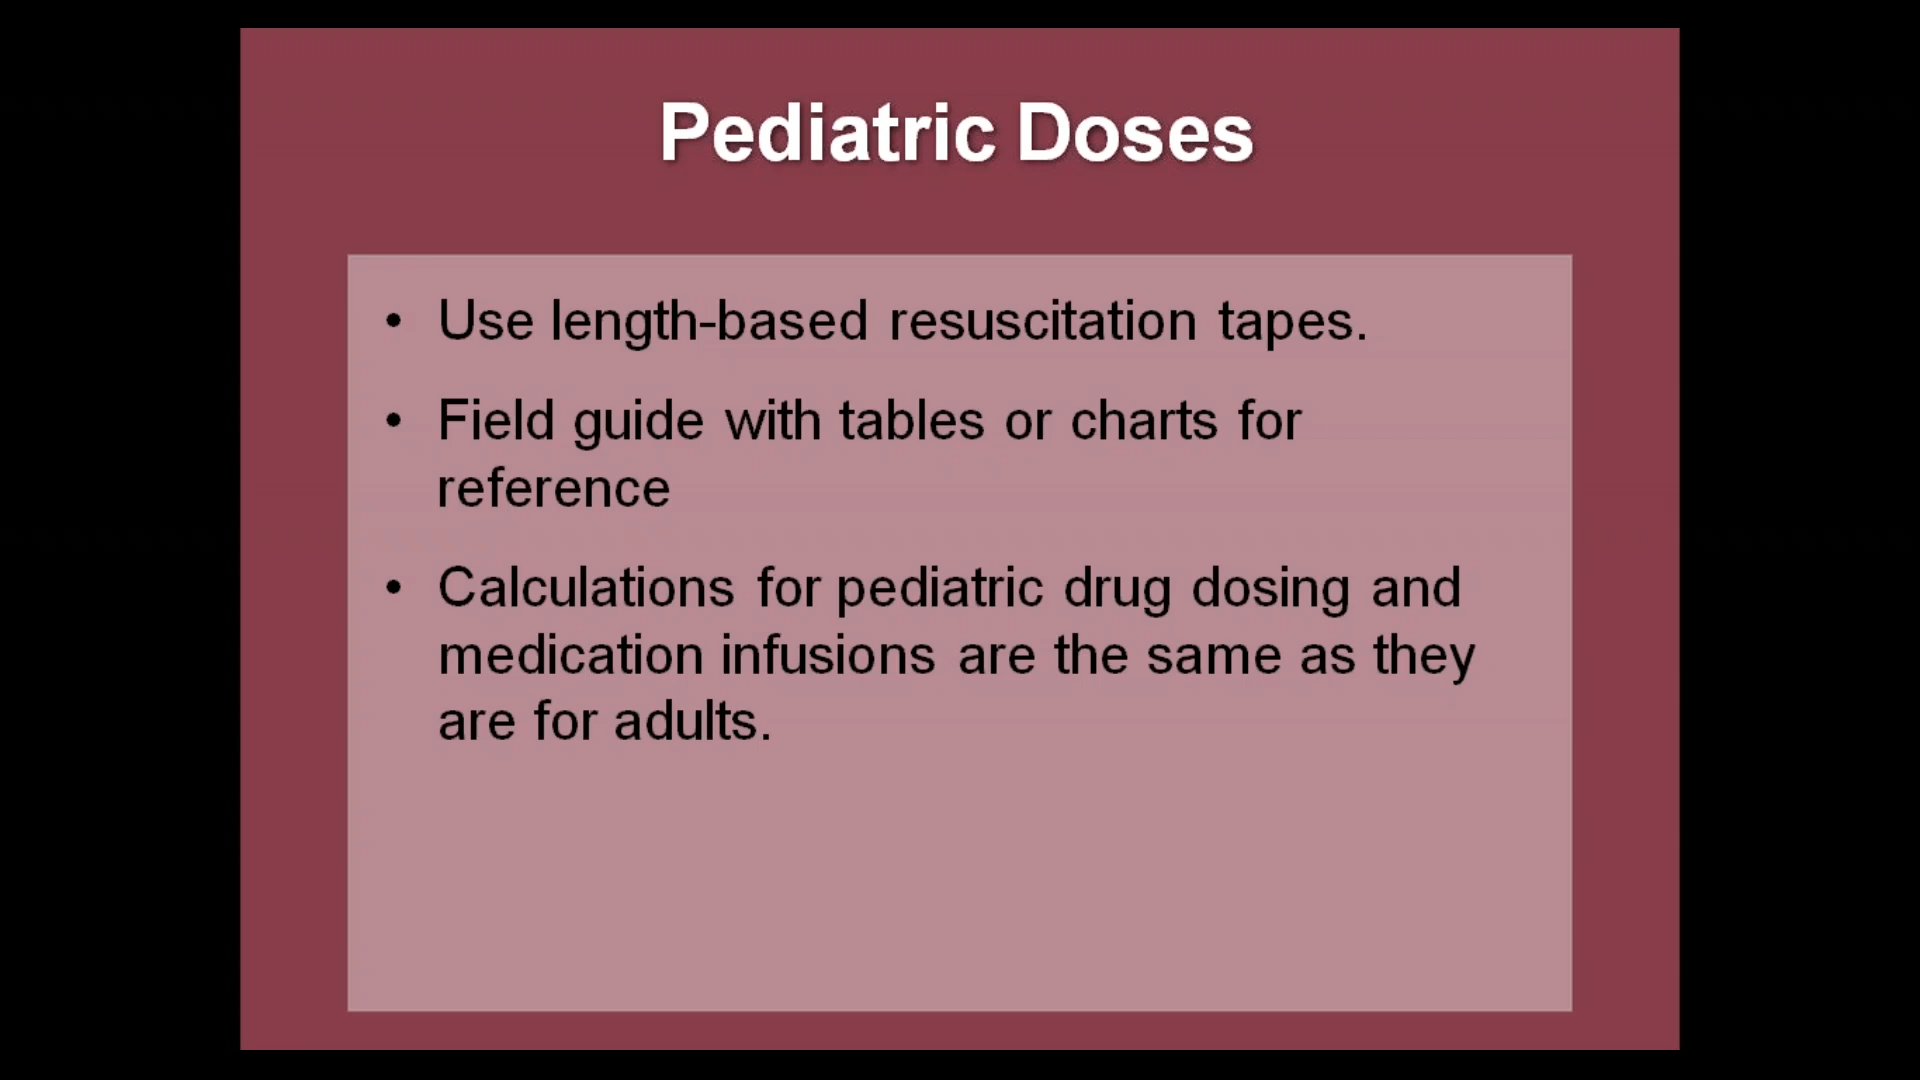 Pediatric Doses
• Use length-based resuscitation tapes.
• Field guide with tables or charts for
reference
• Calculations for pediatric drug dosing and
medication infusions are the same as they
are for adults.